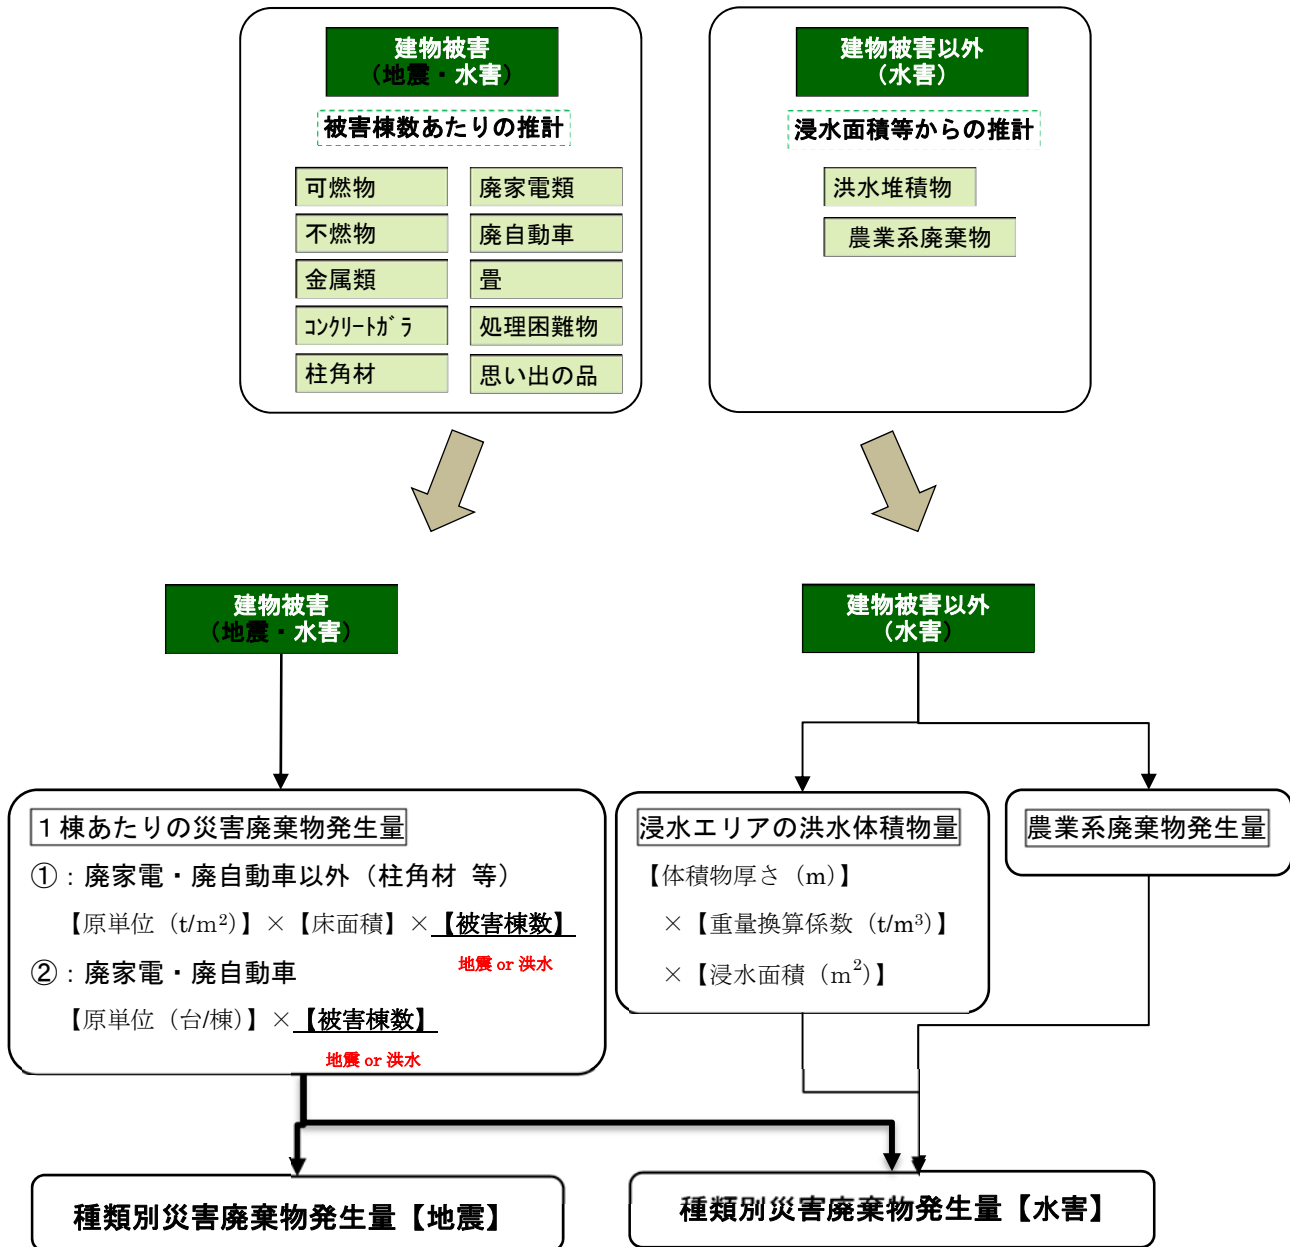 建物被害
（地震・水害）
被害棟数あたりの推計
可燃物
廃家電類
不燃物
廃自動車
金属類
畳
ｺﾝｸﾘｰﾄｶﾞﾗ
処理困難物
柱角材
思い出の品
建物被害以外
（水害）
浸水面積等からの推計
洪水堆積物
農業系廃棄物
建物被害
（地震・水害）
建物被害以外
（水害）
１棟あたりの災害廃棄物発生量
①：廃家電・廃自動車以外（柱角材 等）
【原単位（t/m²）】×【床面積】×【被害棟数】
地震 or 洪水
②：廃家電・廃自動車
【原単位（台/棟）】×【被害棟数】
地震 or 洪水
浸水エリアの洪水体積物量
【体積物厚さ（m）】
×【重量換算係数（t/m³）】
×【浸水面積（m²）】
農業系廃棄物発生量
種類別災害廃棄物発生量【地震】
種類別災害廃棄物発生量【水害】